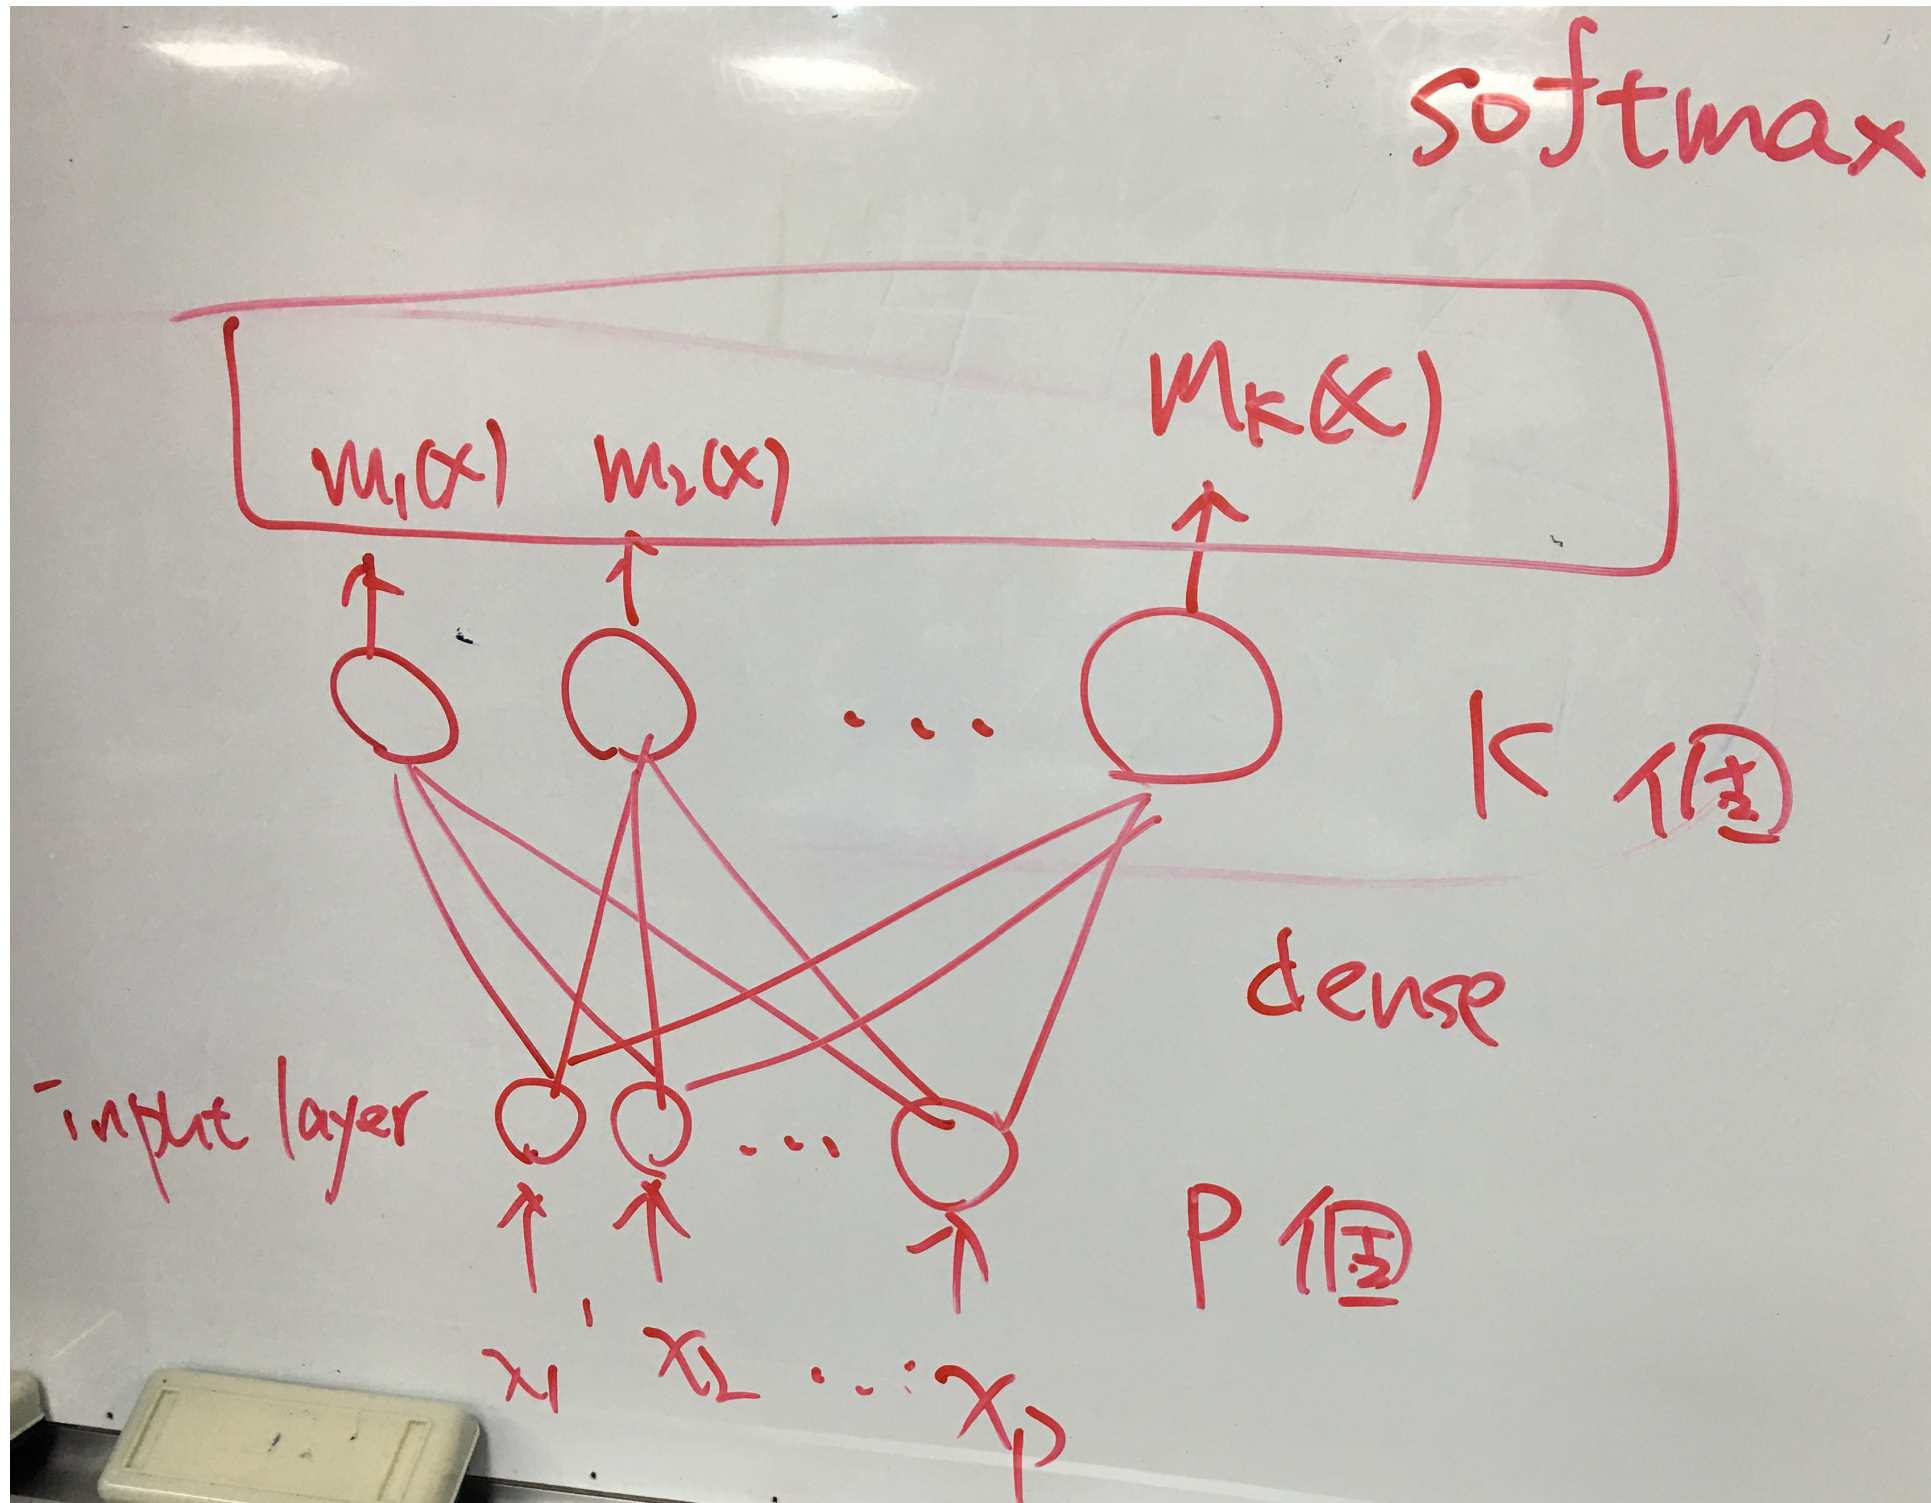 softmax
m₁(x) m₂(x) mₖ(x)
... K 個
dense
input layer ... P 個
x₁ x₂ ... xₚ